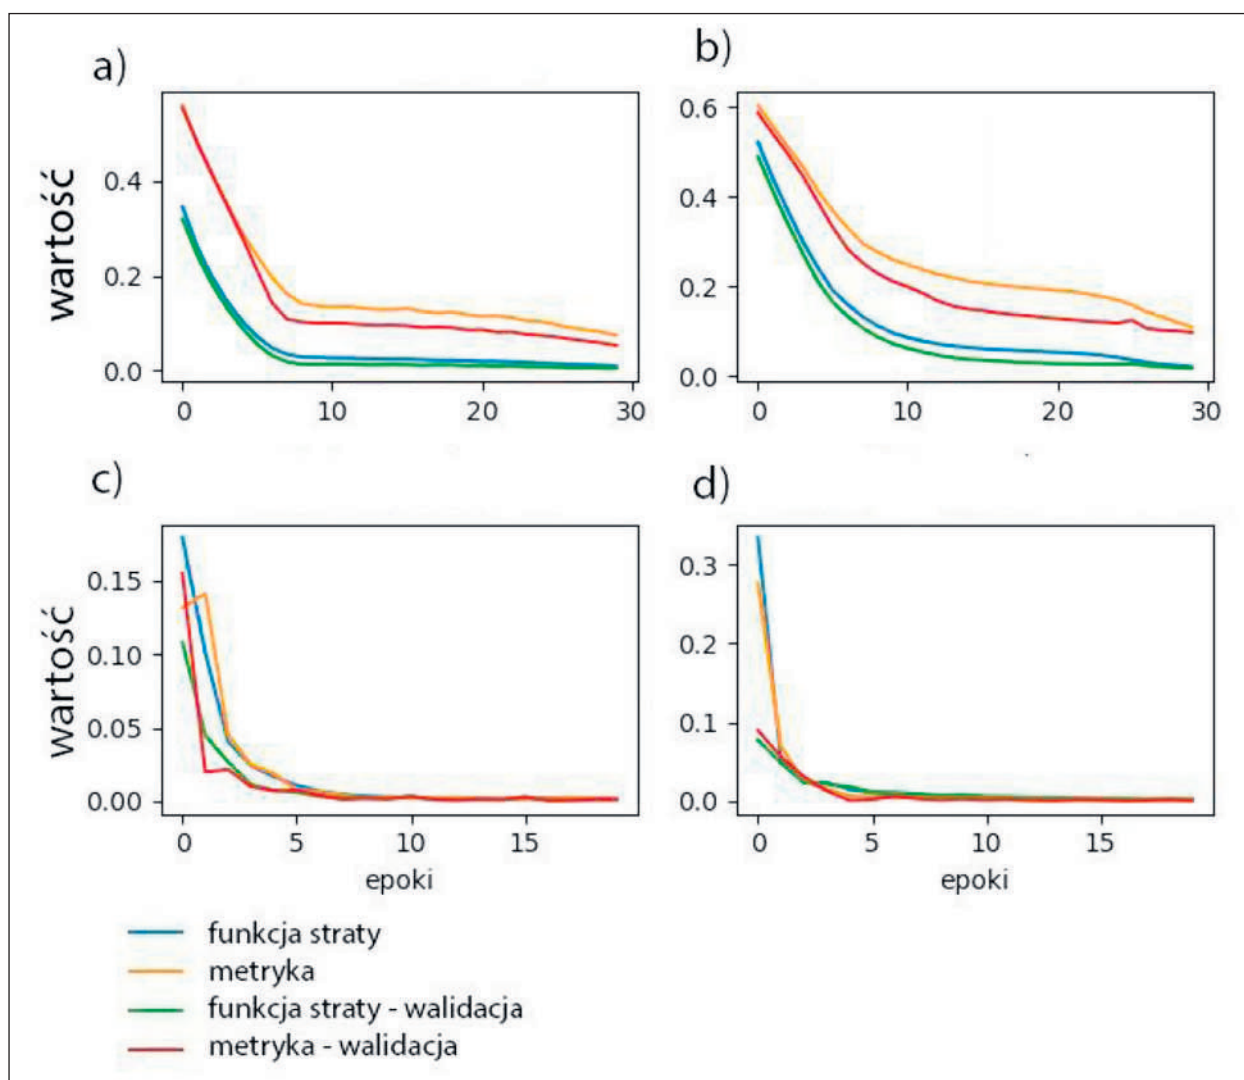 a)
b)
wartość
0.4
0.2
0.0
0 10 20 30
0.6
0.4
0.2
0.0
0 10 20 30
c)
d)
wartość
0.15
0.10
0.05
0.00
0 5 10 15
epoki
0.3
0.2
0.1
0.0
0 5 10 15
epoki
funkcja straty
metryka
funkcja straty - walidacja
metryka - walidacja